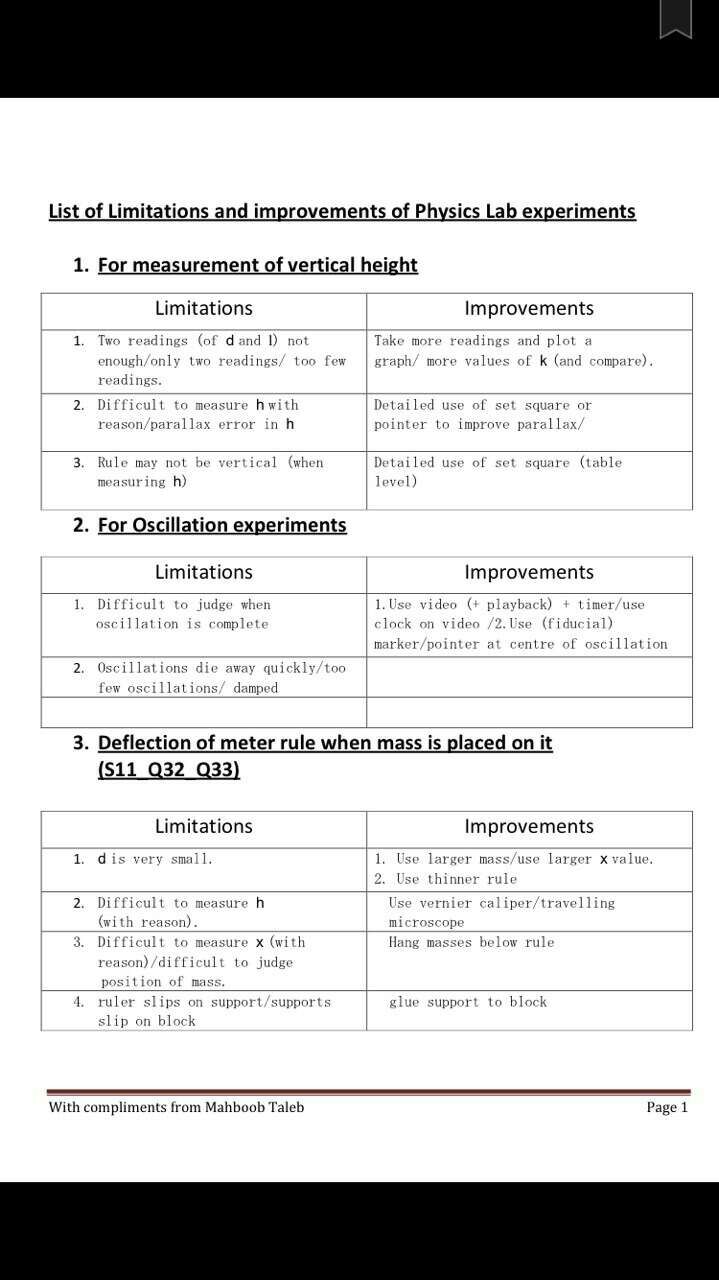 List of Limitations and improvements of Physics Lab experiments
1. For measurement of vertical height
Limitations Improvements
1. Two readings (of d and l) not
enough/only two readings/ too few
readings.
Take more readings and plot a
graph/ more values of k (and compare).
2. Difficult to measure h with
reason/parallax error in h
Detailed use of set square or
pointer to improve parallax/
3. Rule may not be vertical (when
measuring h)
Detailed use of set square (table
level)
2. For Oscillation experiments
Limitations Improvements
1. Difficult to judge when
oscillation is complete
1.Use video (+ playback) + timer/use
clock on video /2.Use (fiducial)
marker/pointer at centre of oscillation
2. Oscillations die away quickly/too
few oscillations/ damped
3. Deflection of meter rule when mass is placed on it
(S11_Q32_Q33)
Limitations Improvements
1. d is very small.
1. Use larger mass/use larger x value.
2. Use thinner rule
2. Difficult to measure h
(with reason).
Use vernier caliper/travelling
microscope
3. Difficult to measure x (with
reason)/difficult to judge
position of mass.
Hang masses below rule
4. ruler slips on support/supports
slip on block
glue support to block
With compliments from Mahboob Taleb Page 1